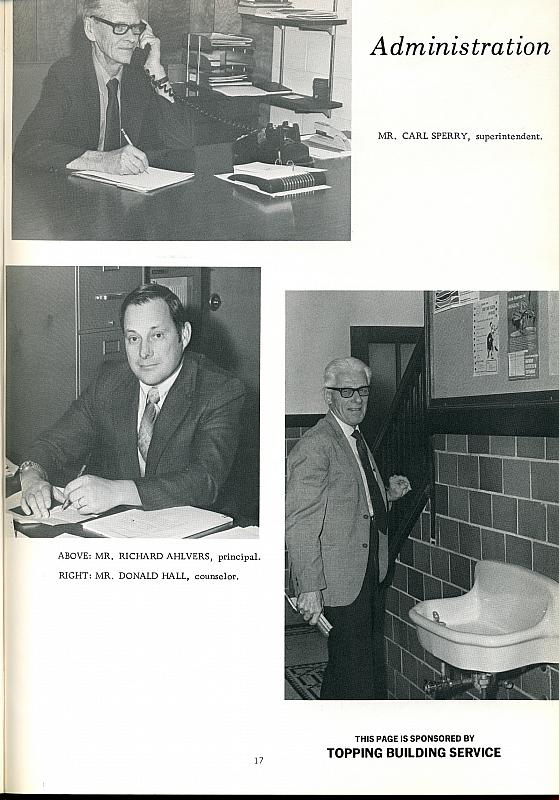 Administration
MR. CARL SPERRY, superintendent.
ABOVE: MR. RICHARD AHLVERS, principal.
RIGHT: MR. DONALD HALL, counselor.
THIS PAGE IS SPONSORED BY
TOPPING BUILDING SERVICE
17